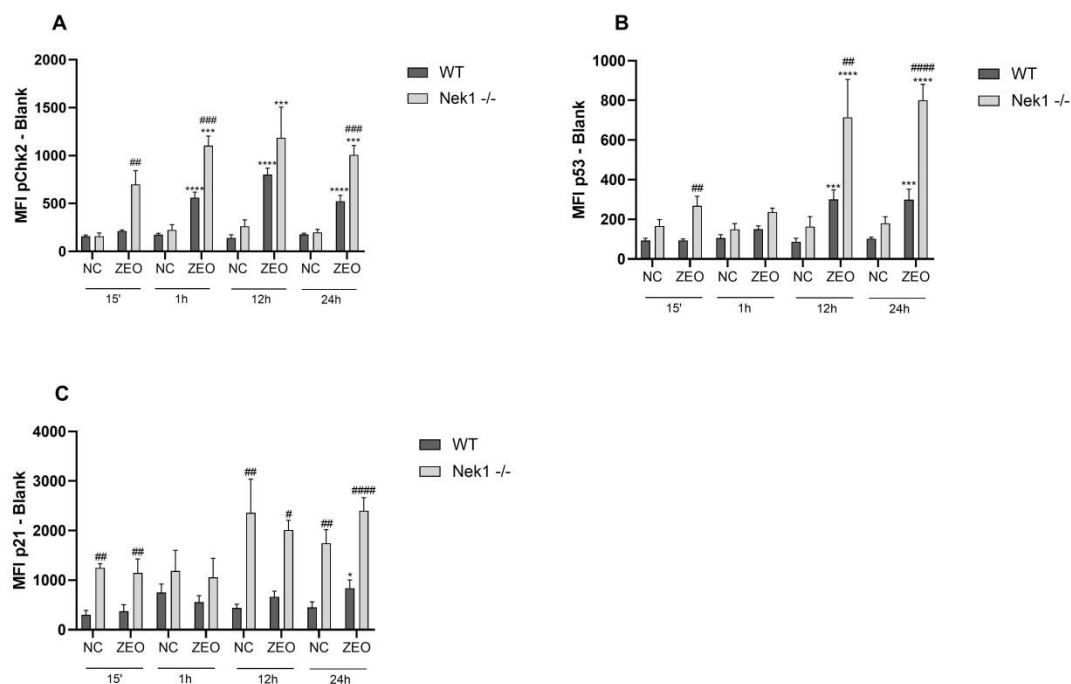 A
MFI pChk2 - Blank
2000
1500
1000
500
0
##
****
###
***
****
***
****
###
***
NC ZEO NC ZEO NC ZEO NC ZEO
15' 1h 12h 24h
WT
Nek1 -/-
B
MFI p53 - Blank
1000
800
600
400
200
0
##
***
##
****
***
####
****
NC ZEO NC ZEO NC ZEO NC ZEO
15' 1h 12h 24h
WT
Nek1 -/-
C
MFI p21 - Blank
4000
3000
2000
1000
0
##
##
##
#
##
*
####
NC ZEO NC ZEO NC ZEO NC ZEO
15' 1h 12h 24h
WT
Nek1 -/-